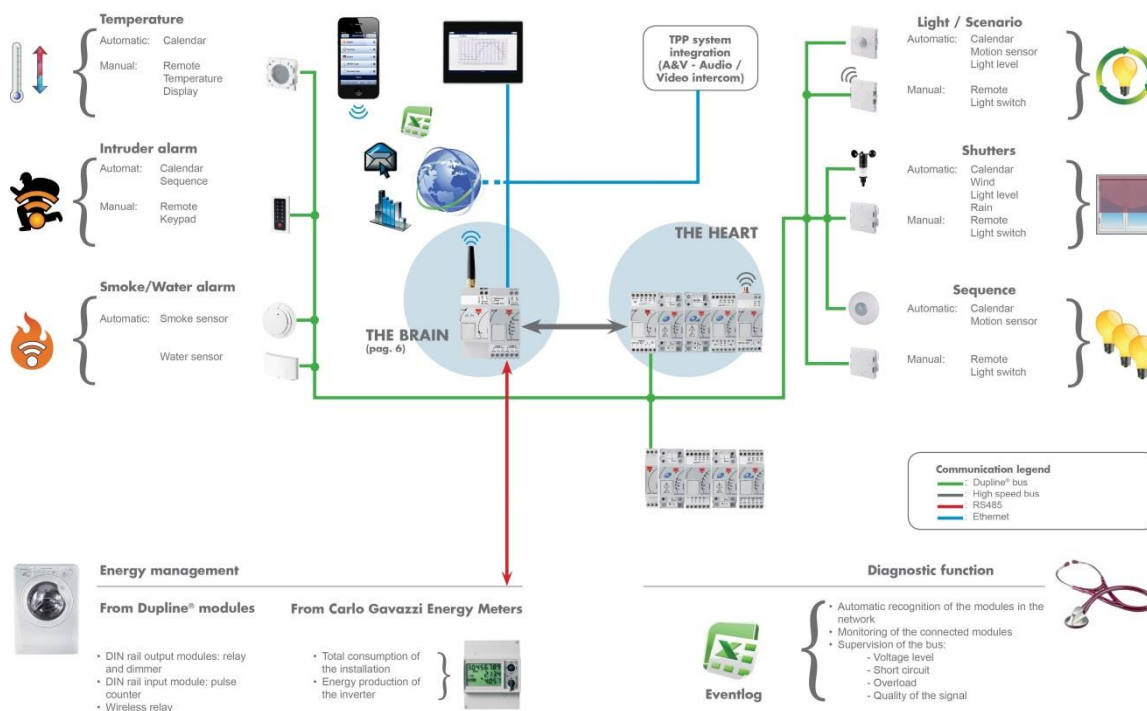 Temperature
Automatic: Calendar
Manual: Remote
Temperature
Display
Intruder alarm
Automat: Calendar
Sequence
Manual: Remote
Keypad
Smoke/Water alarm
Automatic: Smoke sensor
Water sensor
TPP system
integration
(A&V - Audio /
Video intercom)
THE BRAIN
(pag. 6)
THE HEART
Light / Scenario
Automatic: Calendar
Motion sensor
Light level
Manual: Remote
Light switch
Shutters
Automatic: Calendar
Wind
Light level
Rain
Manual: Remote
Light switch
Sequence
Automatic: Calendar
Motion sensor
Manual: Remote
Light switch
Communication legend
: Dupline® bus
: High speed bus
: RS485
: Ethernet
Energy management
From Dupline® modules
• DIN rail output modules: relay
and dimmer
• DIN rail input module: pulse
counter
• Wireless relay
From Carlo Gavazzi Energy Meters
• Total consumption of
the installation
• Energy production of
the inverter
Diagnostic function
Eventlog
• Automatic recognition of the modules in the
network
• Monitoring of the connected modules
• Supervision of the bus:
- Voltage level
- Short circuit
- Overload
- Quality of the signal